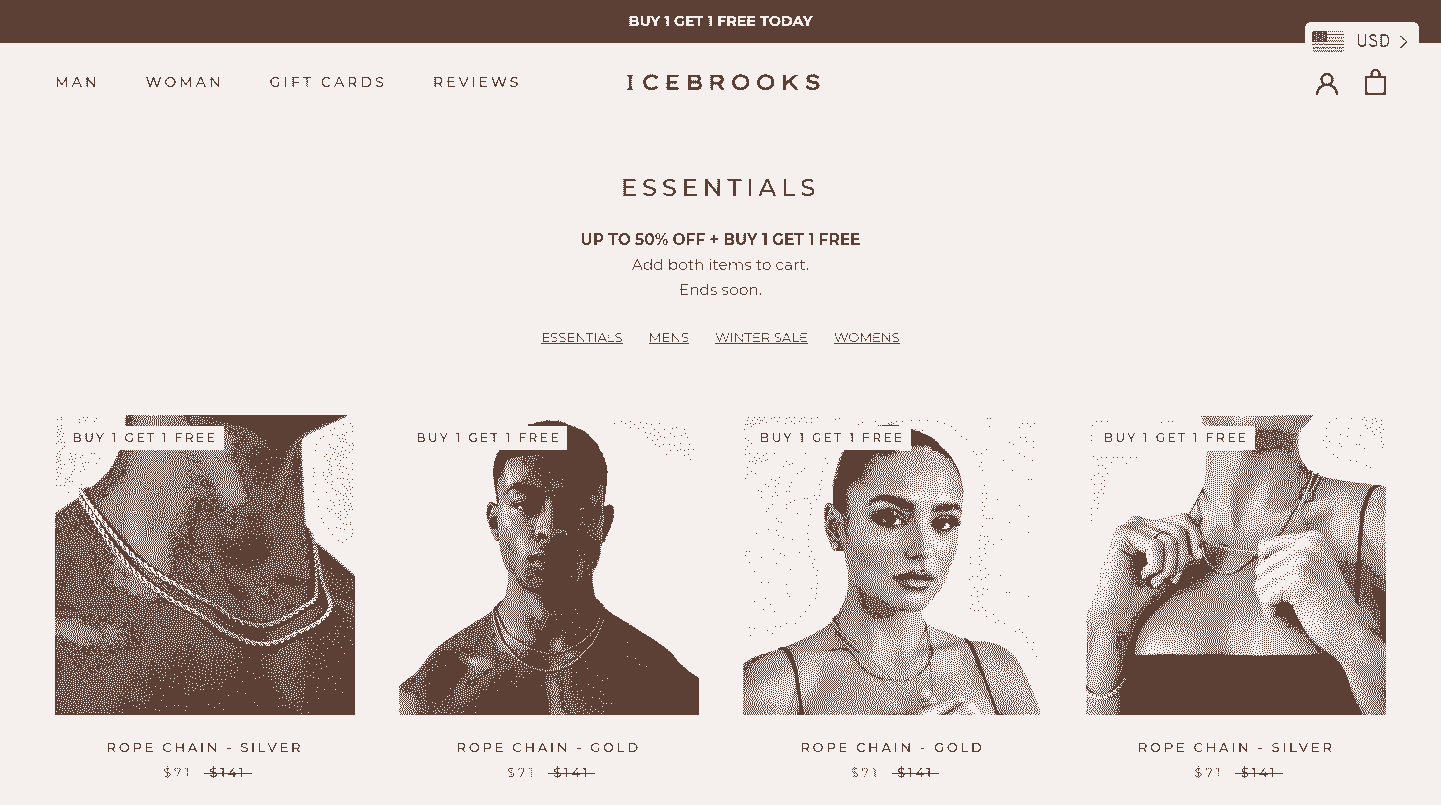 BUY 1 GET 1 FREE TODAY
USD
MAN WOMAN GIFT CARDS REVIEWS
ICEBROOKS
ESSENTIALS
UP TO 50% OFF + BUY 1 GET 1 FREE
Add both items to cart.
Ends soon.
ESSENTIALS MENS WINTER SALE WOMENS
BUY 1 GET 1 FREE BUY 1 GET 1 FREE BUY 1 GET 1 FREE BUY 1 GET 1 FREE
ROPE CHAIN - SILVER ROPE CHAIN - GOLD ROPE CHAIN - GOLD ROPE CHAIN - SILVER
$71 $141 $71 $141 $71 $141 $71 $141